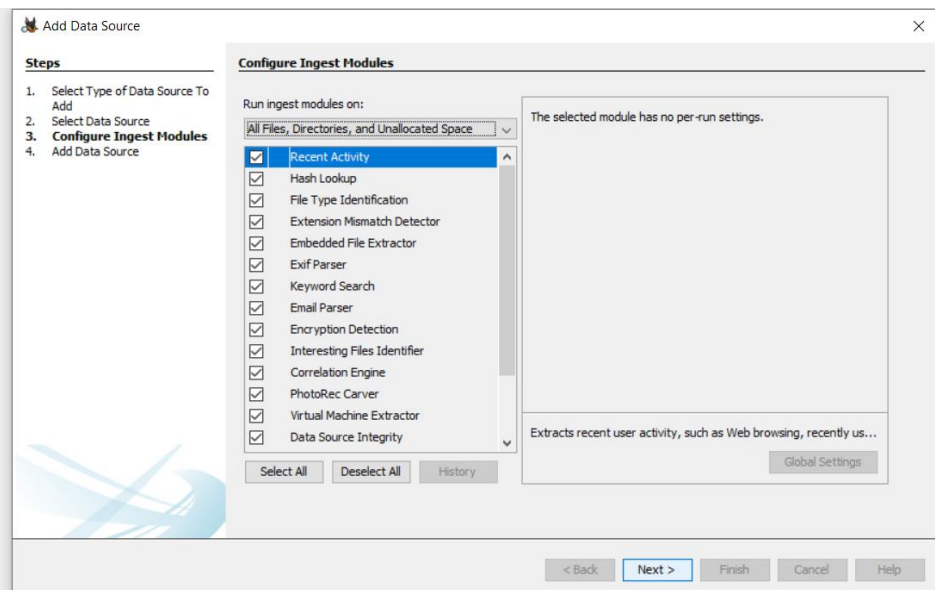 Add Data Source
Steps
1. Select Type of Data Source To
Add
2. Select Data Source
3. Configure Ingest Modules
4. Add Data Source
Configure Ingest Modules
Run ingest modules on:
All Files, Directories, and Unallocated Space
Recent Activity
Hash Lookup
File Type Identification
Extension Mismatch Detector
Embedded File Extractor
Exif Parser
Keyword Search
Email Parser
Encryption Detection
Interesting Files Identifier
Correlation Engine
PhotoRec Carver
Virtual Machine Extractor
Data Source Integrity
Select All Deselect All History
The selected module has no per-run settings.
Extracts recent user activity, such as Web browsing, recently us...
Global Settings
< Back Next > Finish Cancel Help